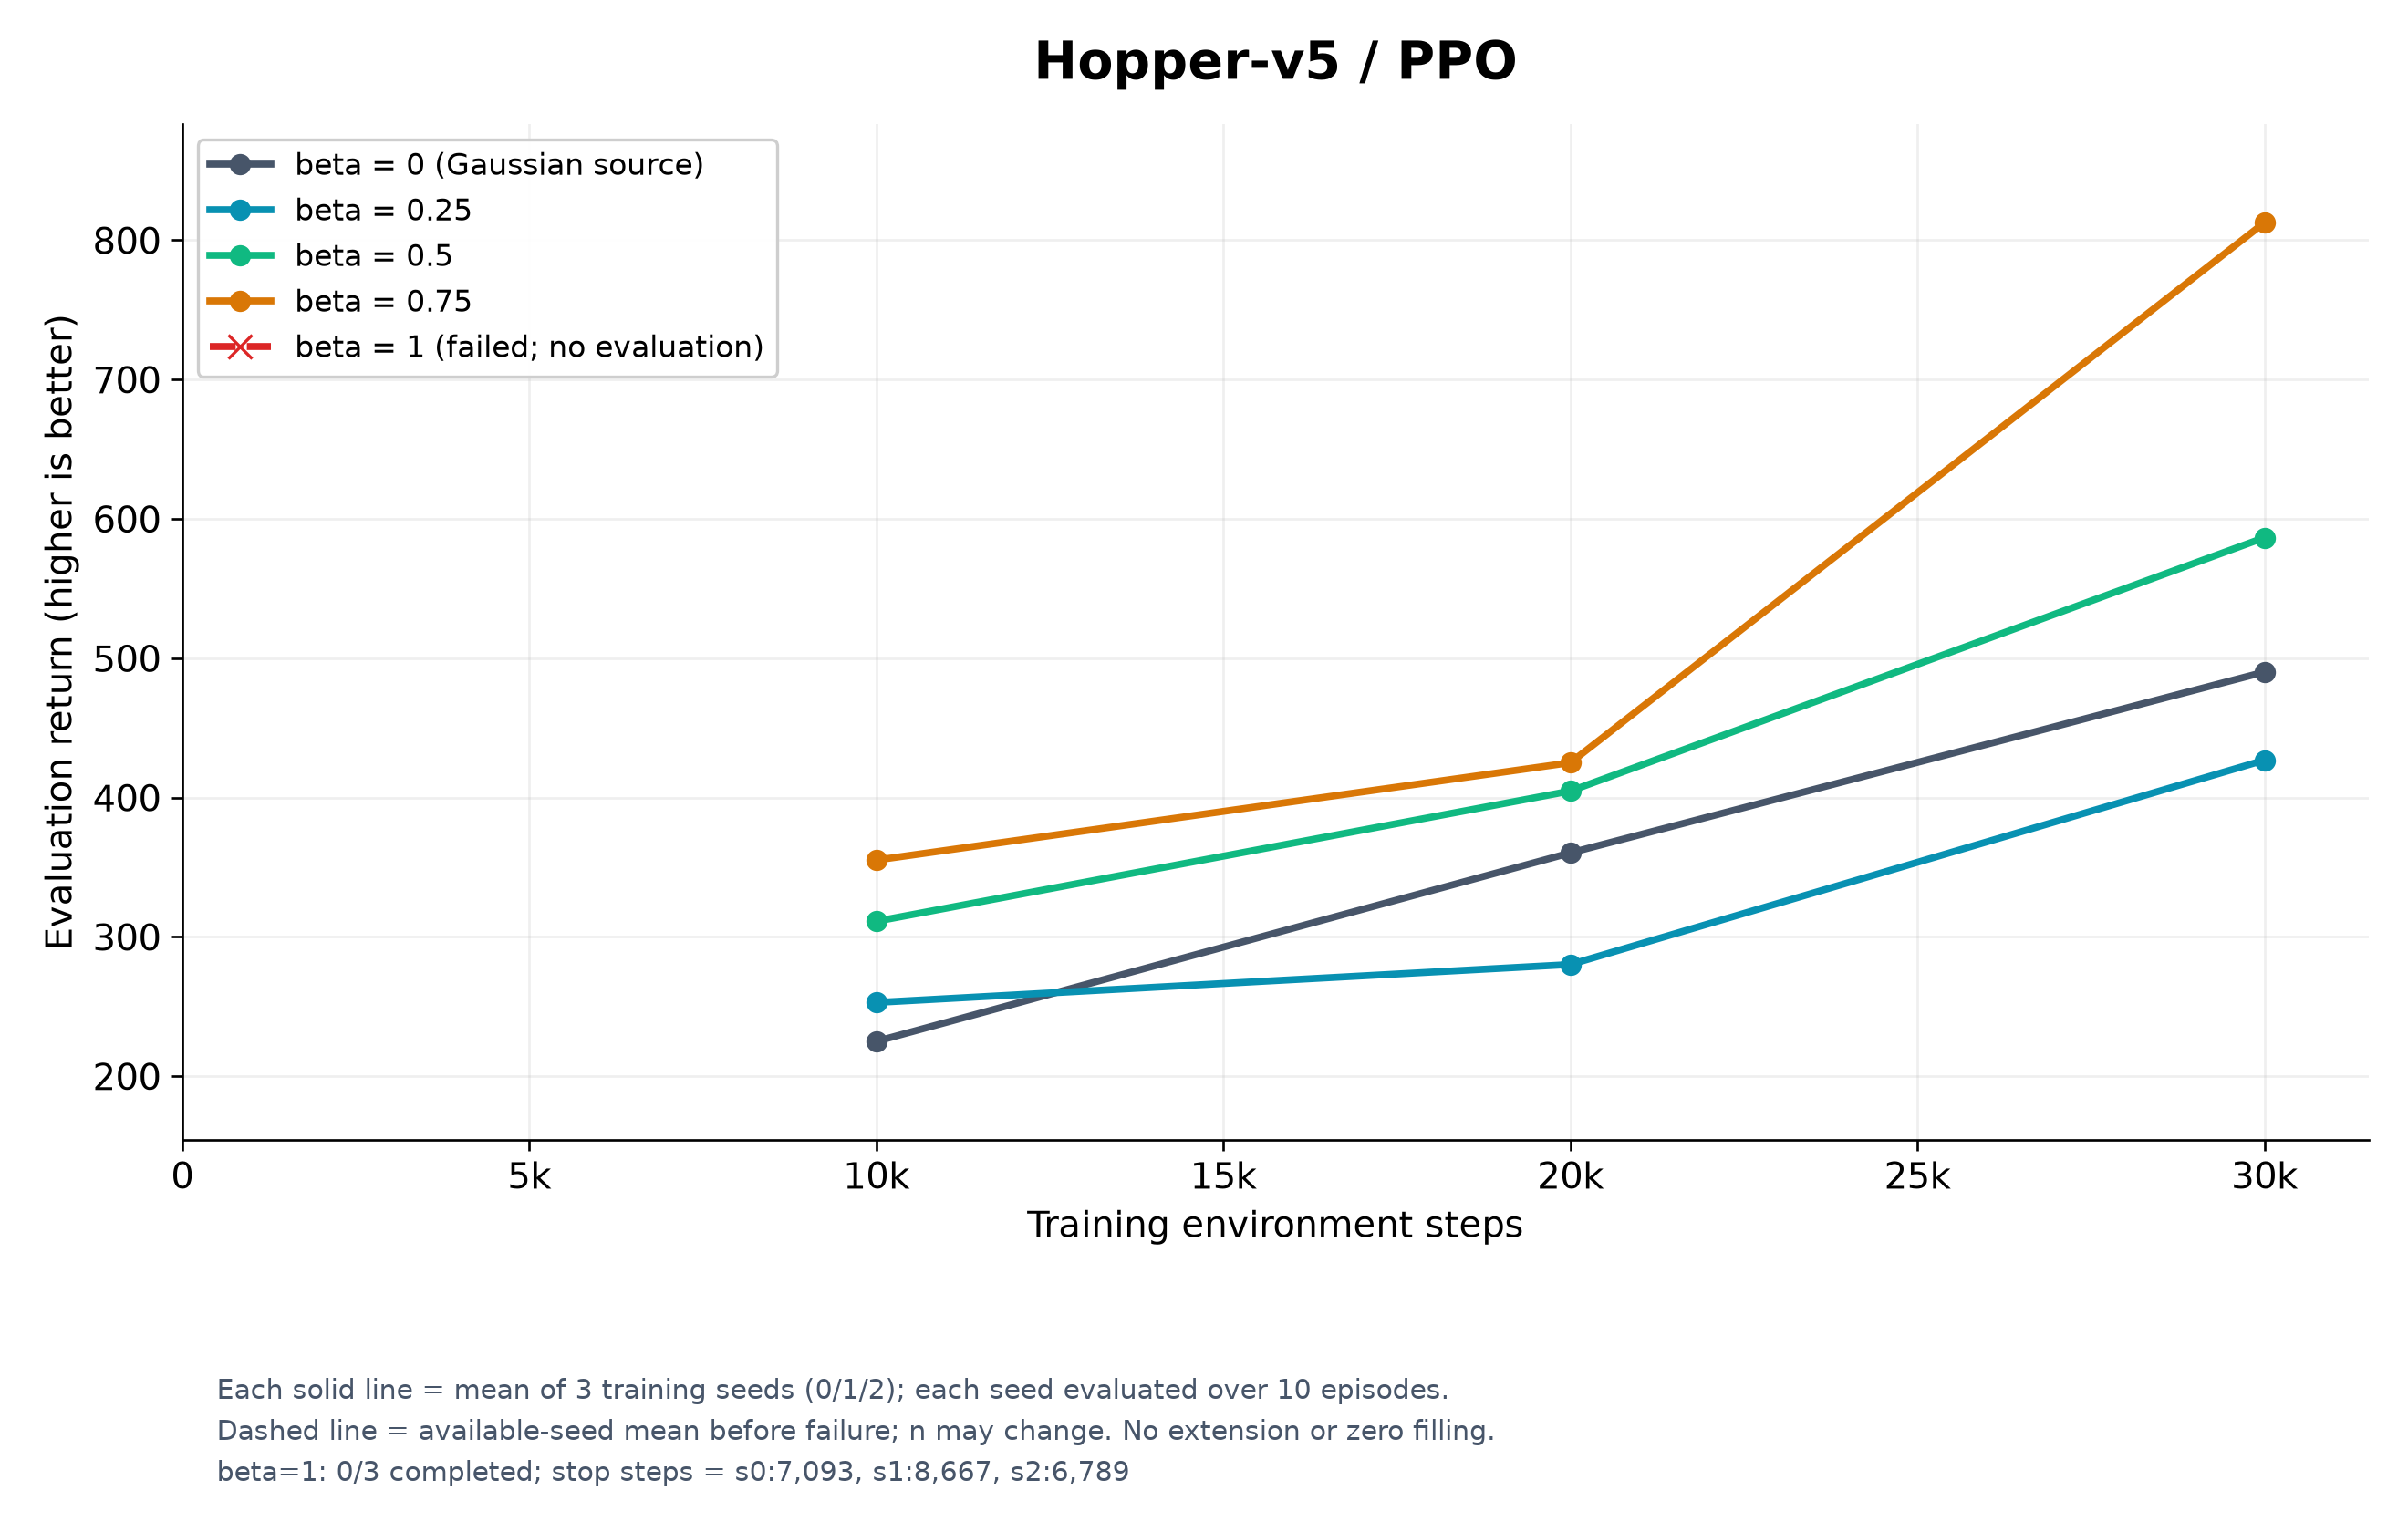 Hopper-v5 / PPO
beta = 0 (Gaussian source)
beta = 0.25
beta = 0.5
beta = 0.75
beta = 1 (failed; no evaluation)
Evaluation return (higher is better)
800
700
600
500
400
300
200
0 5k 10k 15k 20k 25k 30k
Training environment steps
Each solid line = mean of 3 training seeds (0/1/2); each seed evaluated over 10 episodes.
Dashed line = available-seed mean before failure; n may change. No extension or zero filling.
beta=1: 0/3 completed; stop steps = s0:7,093, s1:8,667, s2:6,789